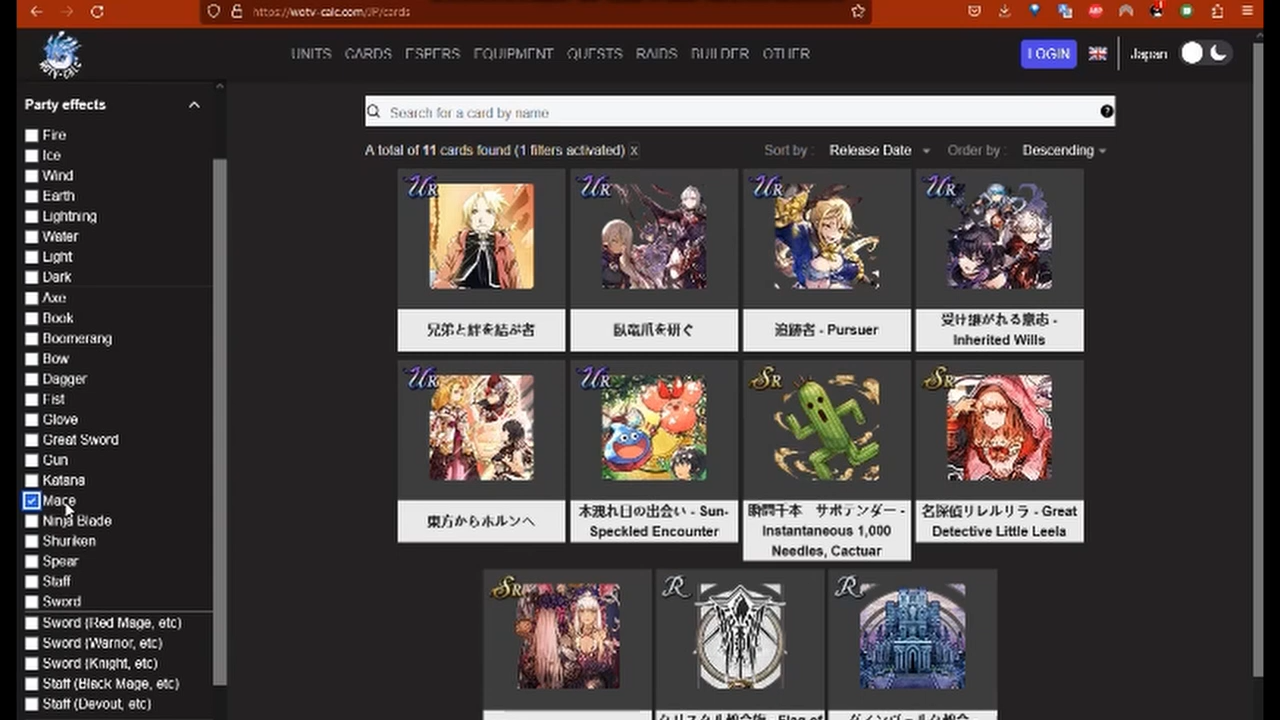 https://wotv-calc.com/JP/cards
WOTV-CALC
UNITS CARDS ESPERS EQUIPMENT QUESTS RAIDS BUILDER OTHER
LOGIN
Japan
Party effects
Fire
Ice
Wind
Earth
Lightning
Water
Light
Dark
Axe
Book
Boomerang
Bow
Dagger
Fist
Glove
Great Sword
Gun
Katana
Mace
Ninja Blade
Shuriken
Spear
Staff
Sword
Sword (Red Mage, etc)
Sword (Warrior, etc)
Sword (Knight, etc)
Staff (Black Mage, etc)
Staff (Devout, etc)
Search for a card by name
A total of 11 cards found (1 filters activated) x
Sort by : Release Date
Order by : Descending
UR
UR
UR
UR
兄弟と絆を結ぶ者
臥竜爪を研ぐ
追跡者 - Pursuer
受け継がれる意志 -
Inherited Wills
UR
UR
SR
SR
東方からホルンへ
木洩れ日の出会い - Sun-
Speckled Encounter
瞬間千本 サボテンダー -
Instantaneous 1,000
Needles, Cactuar
名探偵リレルリラ - Great
Detective Little Leela
SR
R
R